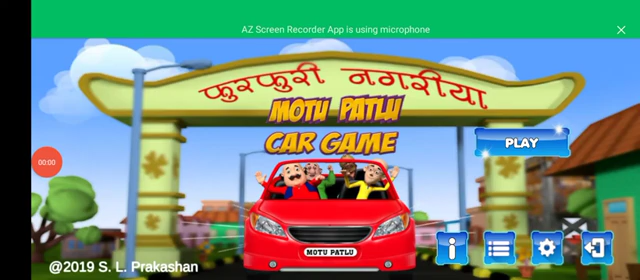 AZ Screen Recorder App is using microphone
फुरफुरी नगरीया
MOTU PATLU
CAR GAME
PLAY
00:00
MOTU PATLU
@2019 S. L. Prakashan